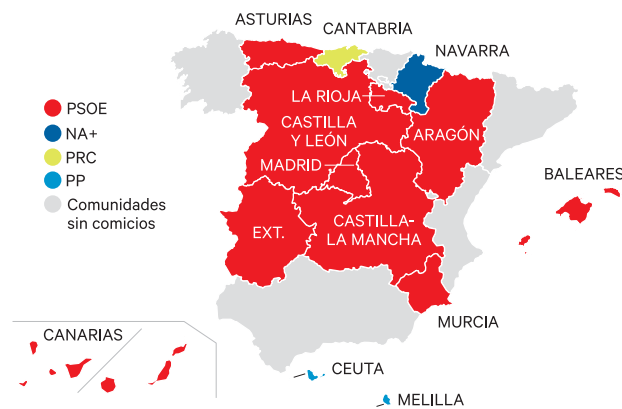 ASTURIAS
CANTABRIA
NAVARRA
LA RIOJA
CASTILLA
Y LEÓN
ARAGÓN
MADRID
BALEARES
EXT.
CASTILLA-
LA MANCHA
MURCIA
CANARIAS
CEUTA
MELILLA
PSOE
NA+
PRC
PP
Comunidades
sin comicios